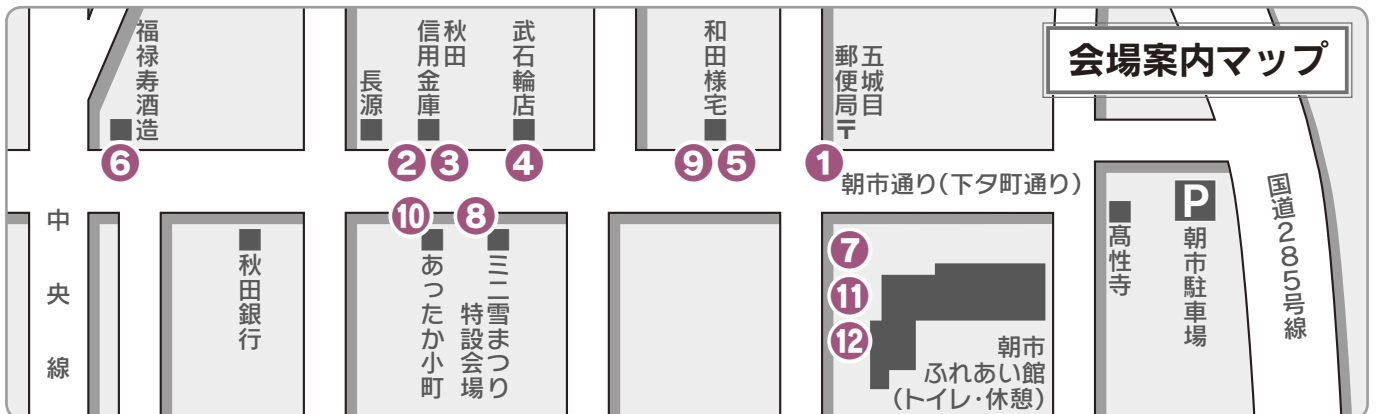 会場案内マップ
福禄寿酒造
⑥
長源
秋田
信用金庫
②
③
武石輪店
④
和田様宅
⑨
⑤
五城目
郵便局
〒
①
朝市通り（下タ町通り）
国道285号線
中央線
秋田銀行
⑩
あったか小町
⑧
ミニ雪まつり
特設会場
⑦
⑪
⑫
朝市
ふれあい館
（トイレ・休憩）
髙性寺
P
朝市駐車場